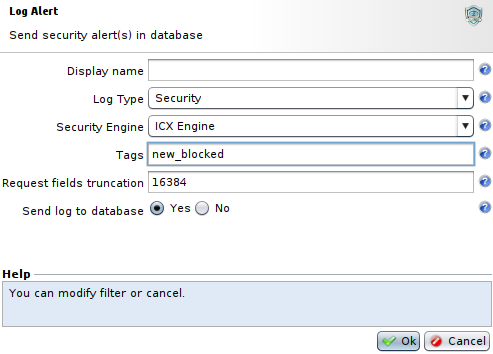 Log Alert
Send security alert(s) in database
Display name
Log Type Security
Security Engine ICX Engine
Tags new_blocked
Request fields truncation 16384
Send log to database Yes No
Help
You can modify filter or cancel.
Ok Cancel